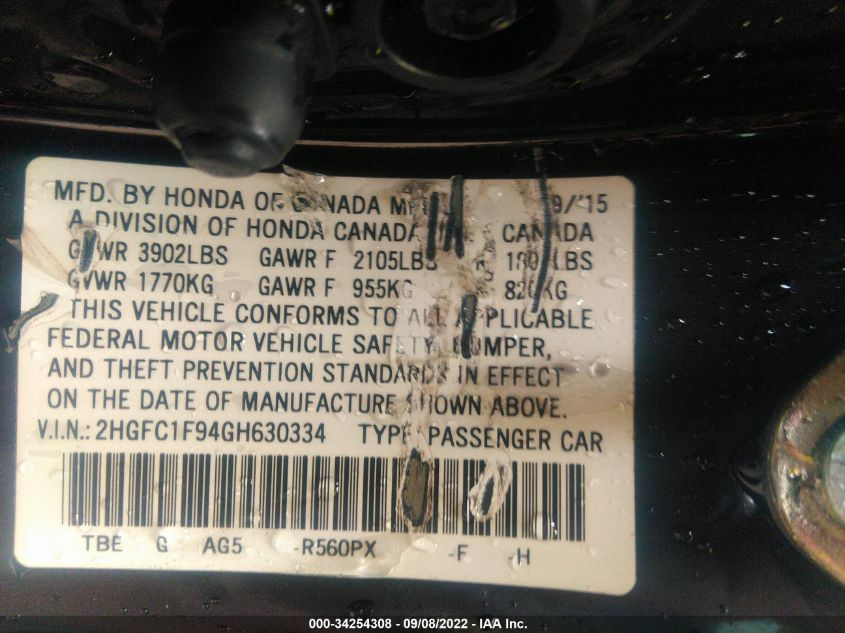 MFD. BY HONDA OF CANADA 9/'15
A DIVISION OF HONDA CANADA CANADA
GVWR 3902LBS GAWR F 2105LBS LBS
GVWR 1770KG GAWR F 955KG KG
THIS VEHICLE CONFORMS TO ALL APPLICABLE
FEDERAL MOTOR VEHICLE SAFETY, BUMPER,
AND THEFT PREVENTION STANDARDS IN EFFECT
ON THE DATE OF MANUFACTURE SHOWN ABOVE.
V.I.N.: 2HGFC1F94GH630334 TYPE: PASSENGER CAR
TBE G AG5 -R560PX -F -H
000-34254308 - 09/08/2022 - IAA Inc.